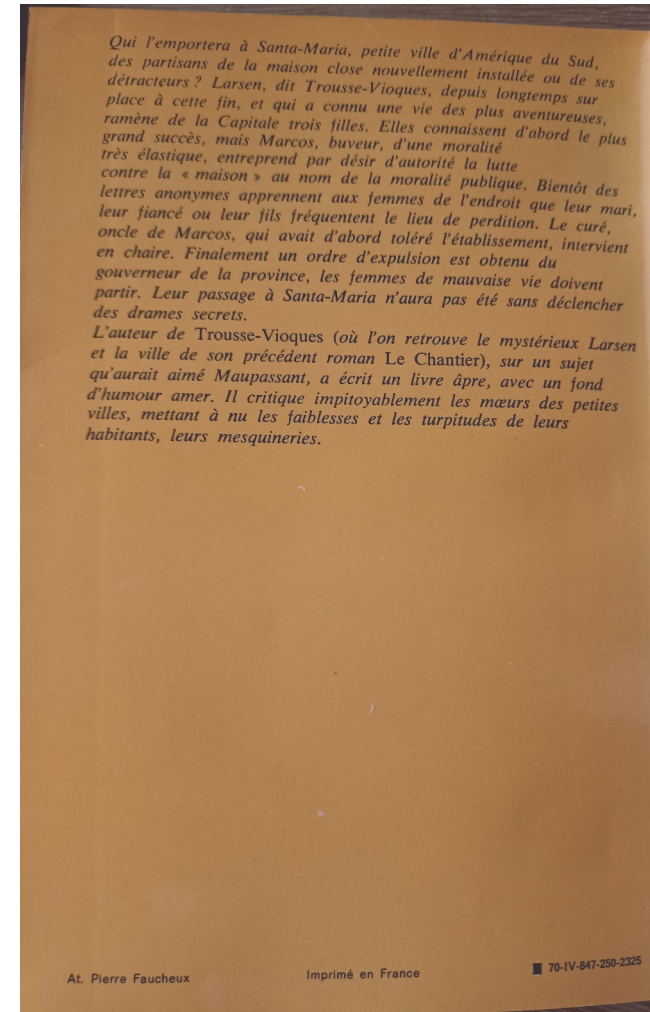 Qui l'emportera à Santa-Maria, petite ville d'Amérique du Sud,
des partisans de la maison close nouvellement installée ou de ses
détracteurs ? Larsen, dit Trousse-Vioques, depuis longtemps sur
place à cette fin, et qui a connu une vie des plus aventureuses,
ramène de la Capitale trois filles. Elles connaissent d'abord le plus
grand succès, mais Marcos, buveur, d'une moralité
très élastique, entreprend par désir d'autorité la lutte
contre la « maison » au nom de la moralité publique. Bientôt des
lettres anonymes apprennent aux femmes de l'endroit que leur mari,
leur fiancé ou leur fils fréquentent le lieu de perdition. Le curé,
oncle de Marcos, qui avait d'abord toléré l'établissement, intervient
en chaire. Finalement un ordre d'expulsion est obtenu du
gouverneur de la province, les femmes de mauvaise vie doivent
partir. Leur passage à Santa-Maria n'aura pas été sans déclencher
des drames secrets.
L'auteur de Trousse-Vioques (où l'on retrouve le mystérieux Larsen
et la ville de son précédent roman Le Chantier), sur un sujet
qu'aurait aimé Maupassant, a écrit un livre âpre, avec un fond
d'humour amer. Il critique impitoyablement les mœurs des petites
villes, mettant à nu les faiblesses et les turpitudes de leurs
habitants, leurs mesquineries.
At. Pierre Faucheux
Imprimé en France
70-IV-847-250-2325